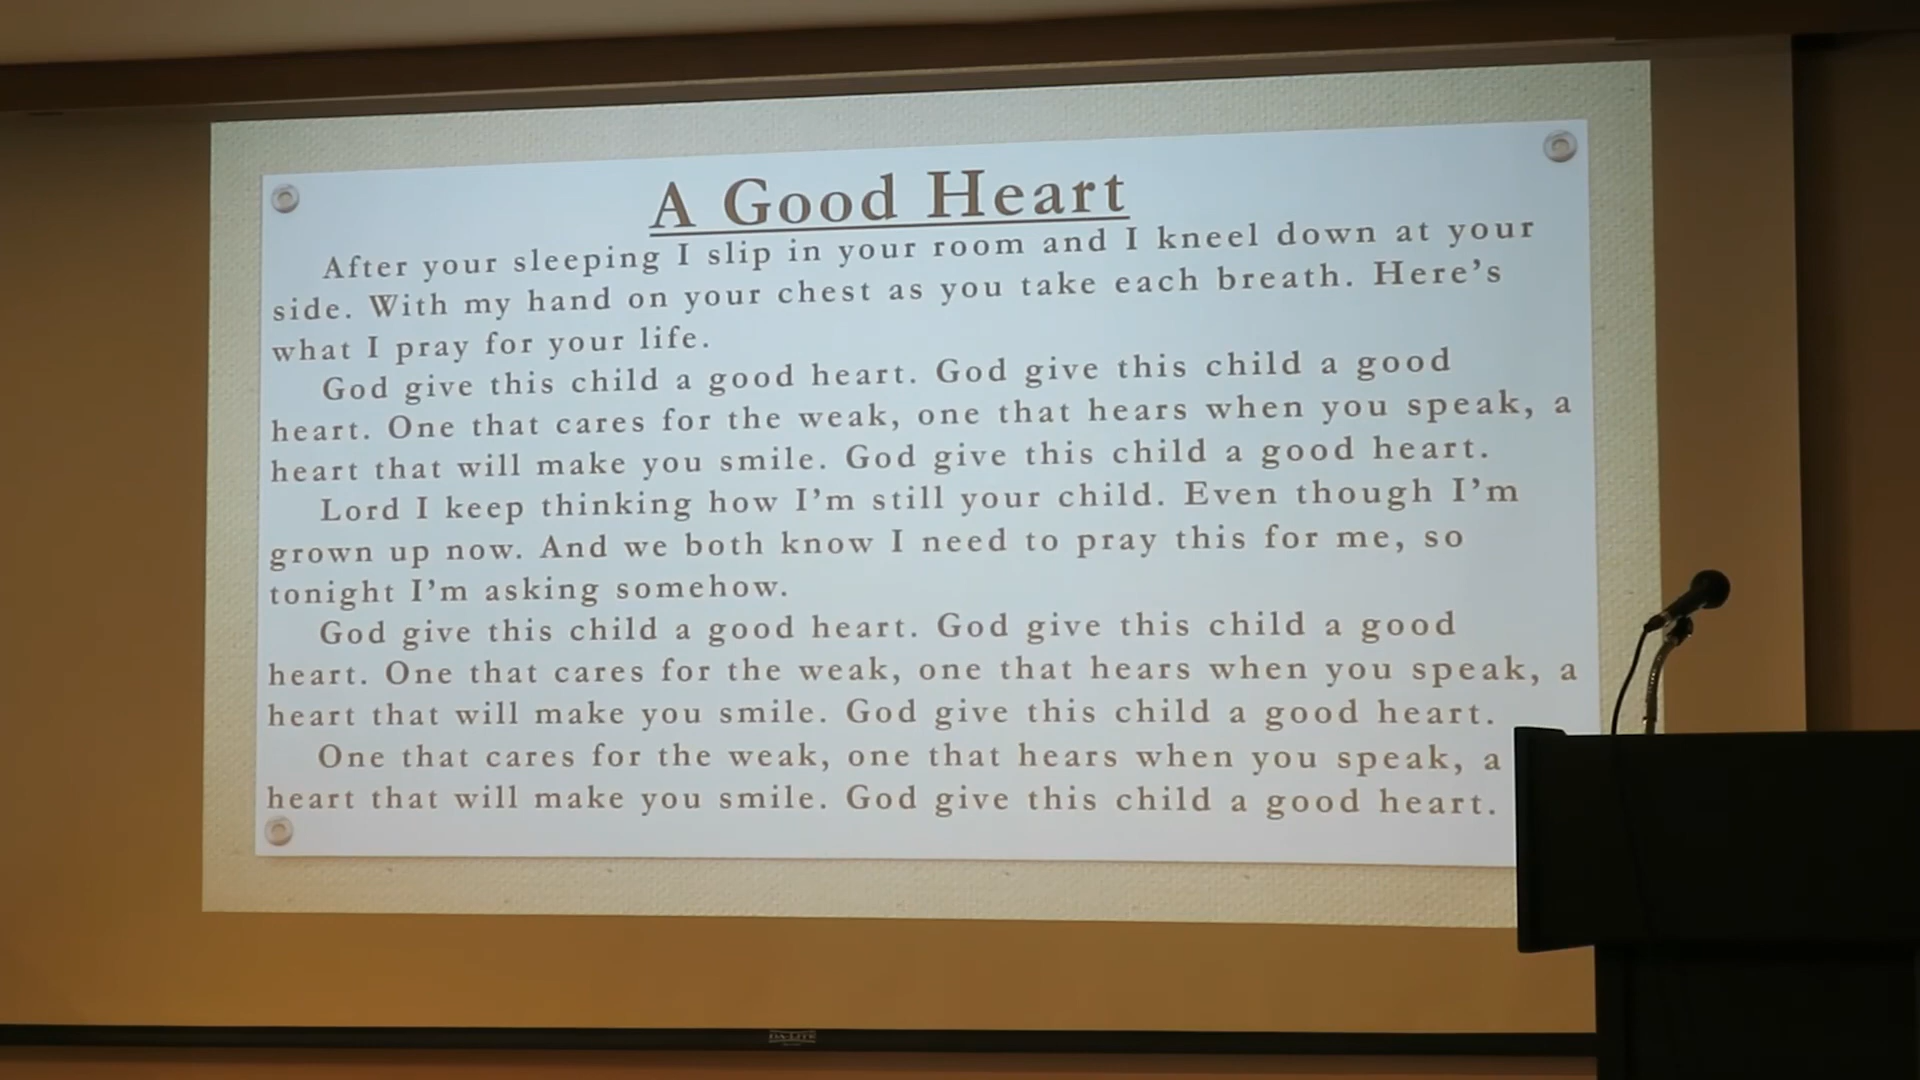 A Good Heart
After your sleeping I slip in your room and I kneel down at your
side. With my hand on your chest as you take each breath. Here's
what I pray for your life.
God give this child a good heart. God give this child a good
heart. One that cares for the weak, one that hears when you speak, a
heart that will make you smile. God give this child a good heart.
Lord I keep thinking how I'm still your child. Even though I'm
grown up now. And we both know I need to pray this for me, so
tonight I'm asking somehow.
God give this child a good heart. God give this child a good
heart. One that cares for the weak, one that hears when you speak, a
heart that will make you smile. God give this child a good heart.
One that cares for the weak, one that hears when you speak, a
heart that will make you smile. God give this child a good heart.
DA-LITE